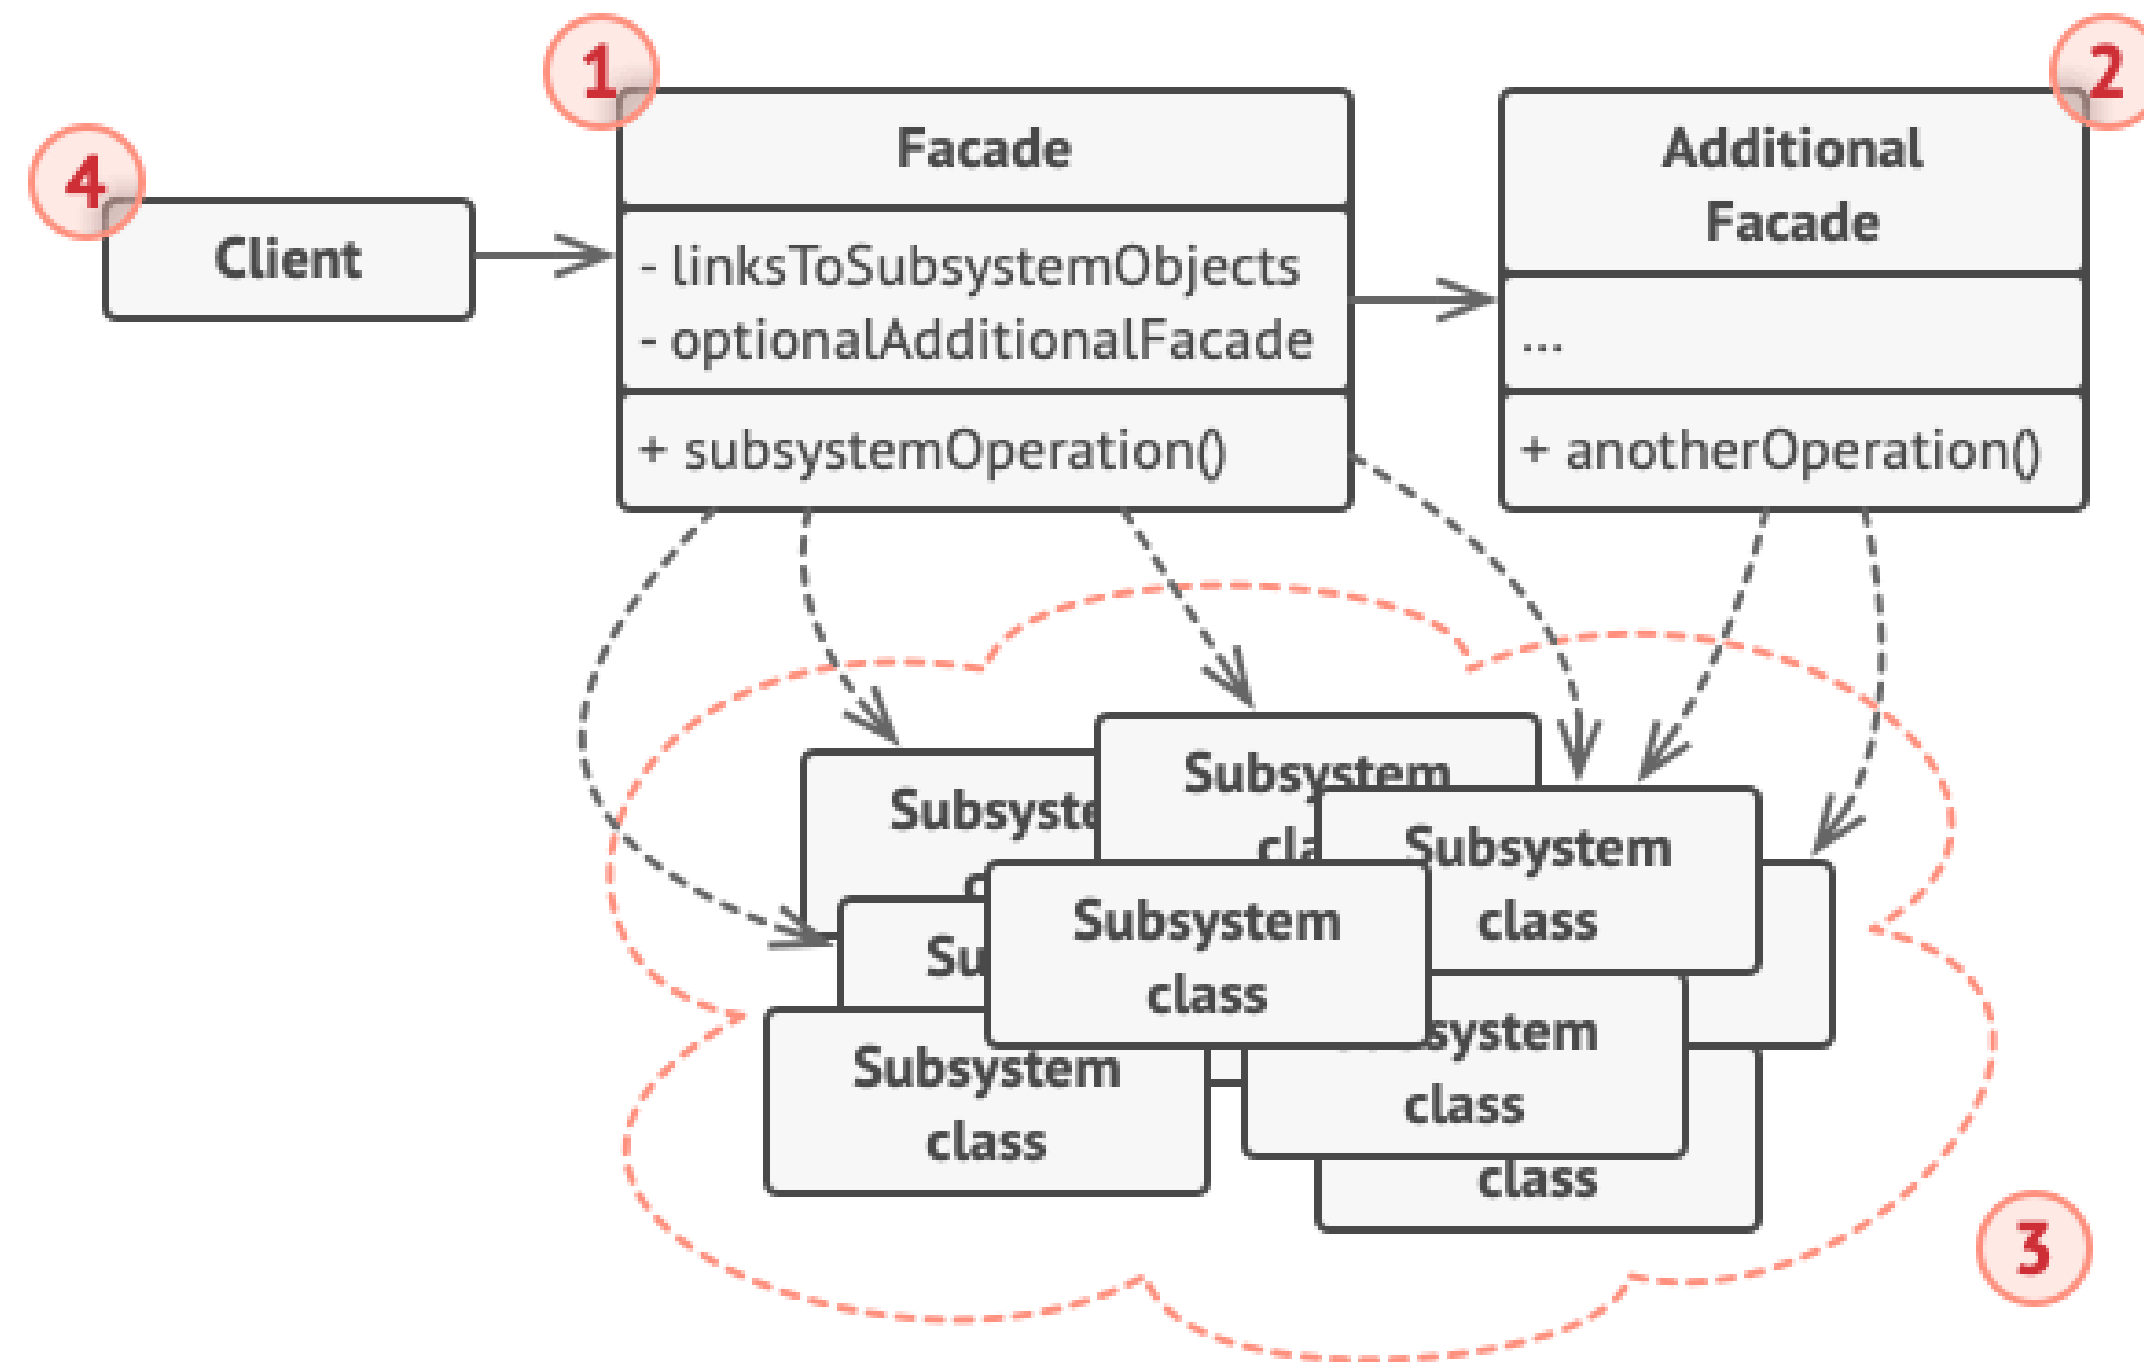 1
2
Facade
Additional
Facade
4
Client
- linksToSubsystemObjects
- optionalAdditionalFacade
...
+ subsystemOperation()
+ anotherOperation()
Subsystem
Subsystem
class
Subsystem
class
Subsystem
class
class
class
3